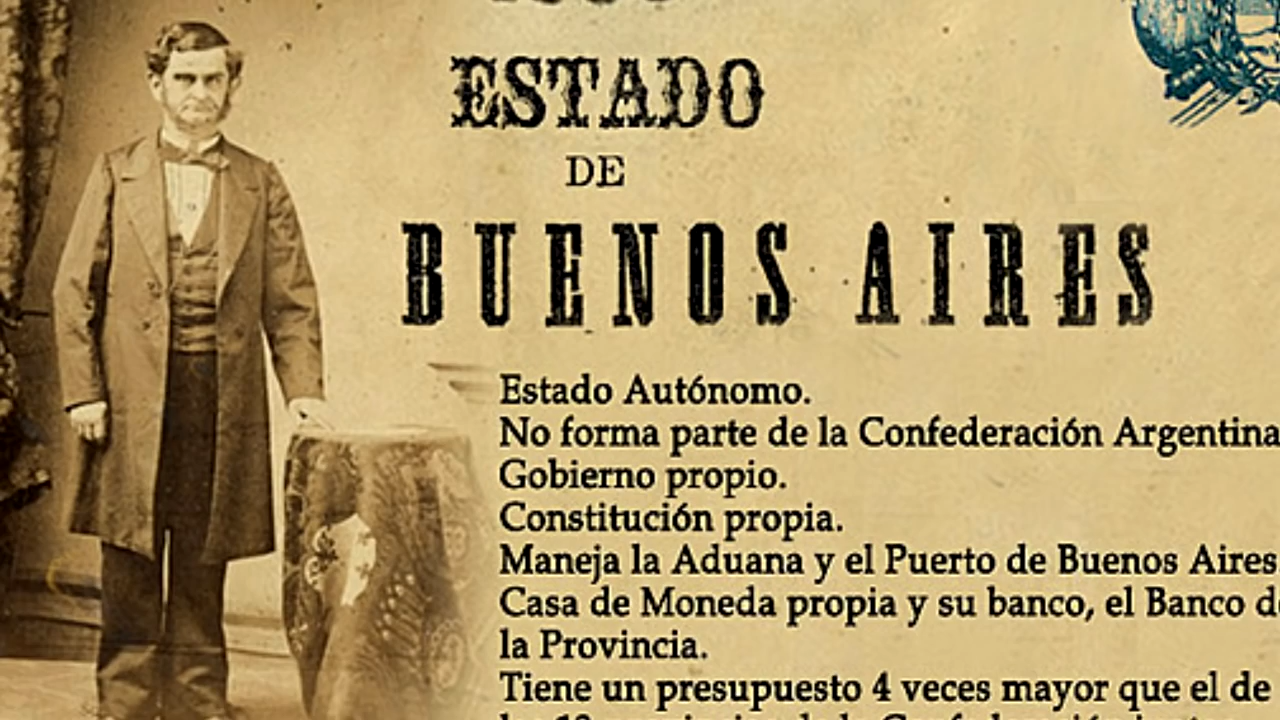 ESTADO
DE
BUENOS AIRES
Estado Autónomo.
No forma parte de la Confederación Argentina
Gobierno propio.
Constitución propia.
Maneja la Aduana y el Puerto de Buenos Aires
Casa de Moneda propia y su banco, el Banco de
la Provincia.
Tiene un presupuesto 4 veces mayor que el de